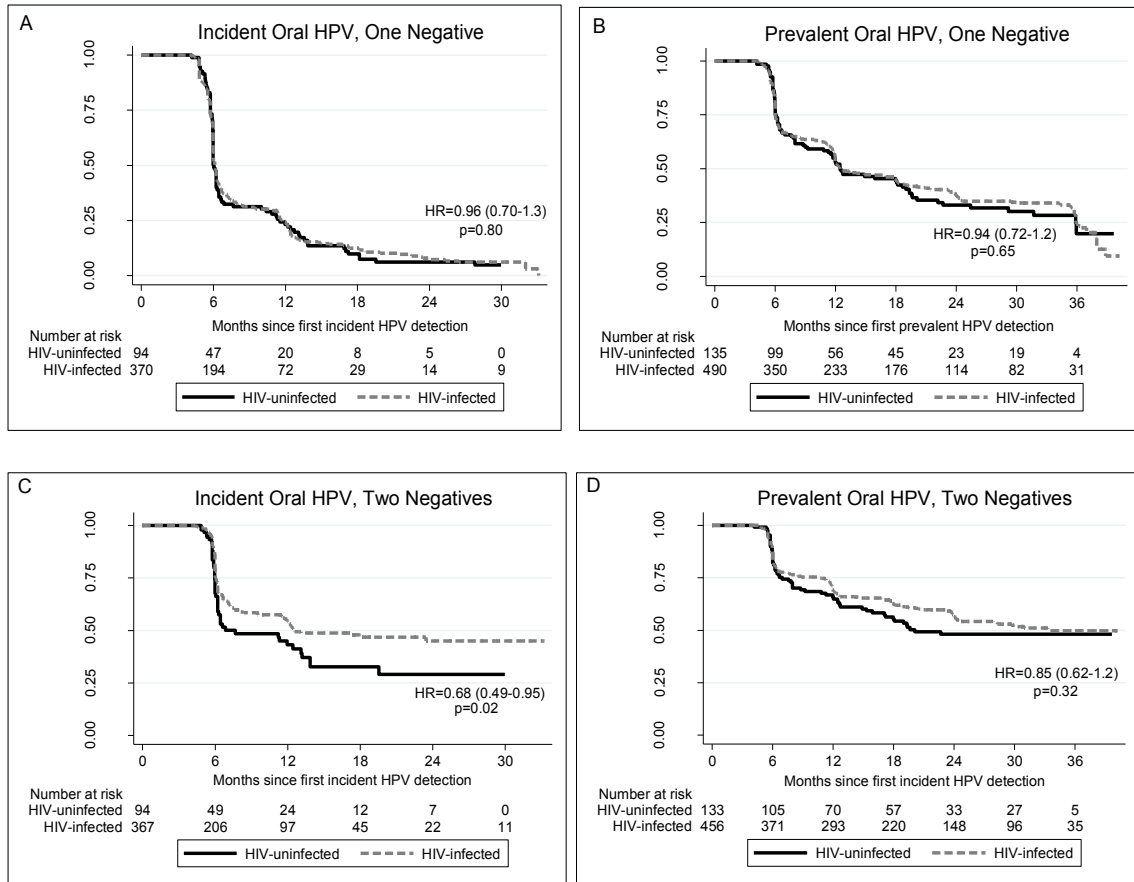 A
Incident Oral HPV, One Negative
1.00
0.75
0.50
0.25
0.00
HR=0.96 (0.70-1.3)
p=0.80
0 6 12 18 24 30
Months since first incident HPV detection
Number at risk
HIV-uninfected 94 47 20 8 5 0
HIV-infected 370 194 72 29 14 9
HIV-uninfected HIV-infected
B
Prevalent Oral HPV, One Negative
1.00
0.75
0.50
0.25
0.00
HR=0.94 (0.72-1.2)
p=0.65
0 6 12 18 24 30 36
Months since first prevalent HPV detection
Number at risk
HIV-uninfected 135 99 56 45 23 19 4
HIV-infected 490 350 233 176 114 82 31
HIV-uninfected HIV-infected
C
Incident Oral HPV, Two Negatives
1.00
0.75
0.50
0.25
0.00
HR=0.68 (0.49-0.95)
p=0.02
0 6 12 18 24 30
Months since first incident HPV detection
Number at risk
HIV-uninfected 94 49 24 12 7 0
HIV-infected 367 206 97 45 22 11
HIV-uninfected HIV-infected
D
Prevalent Oral HPV, Two Negatives
1.00
0.75
0.50
0.25
0.00
HR=0.85 (0.62-1.2)
p=0.32
0 6 12 18 24 30 36
Months since first incident HPV detection
Number at risk
HIV-uninfected 133 105 70 57 33 27 5
HIV-infected 456 371 293 220 148 96 35
HIV-uninfected HIV-infected